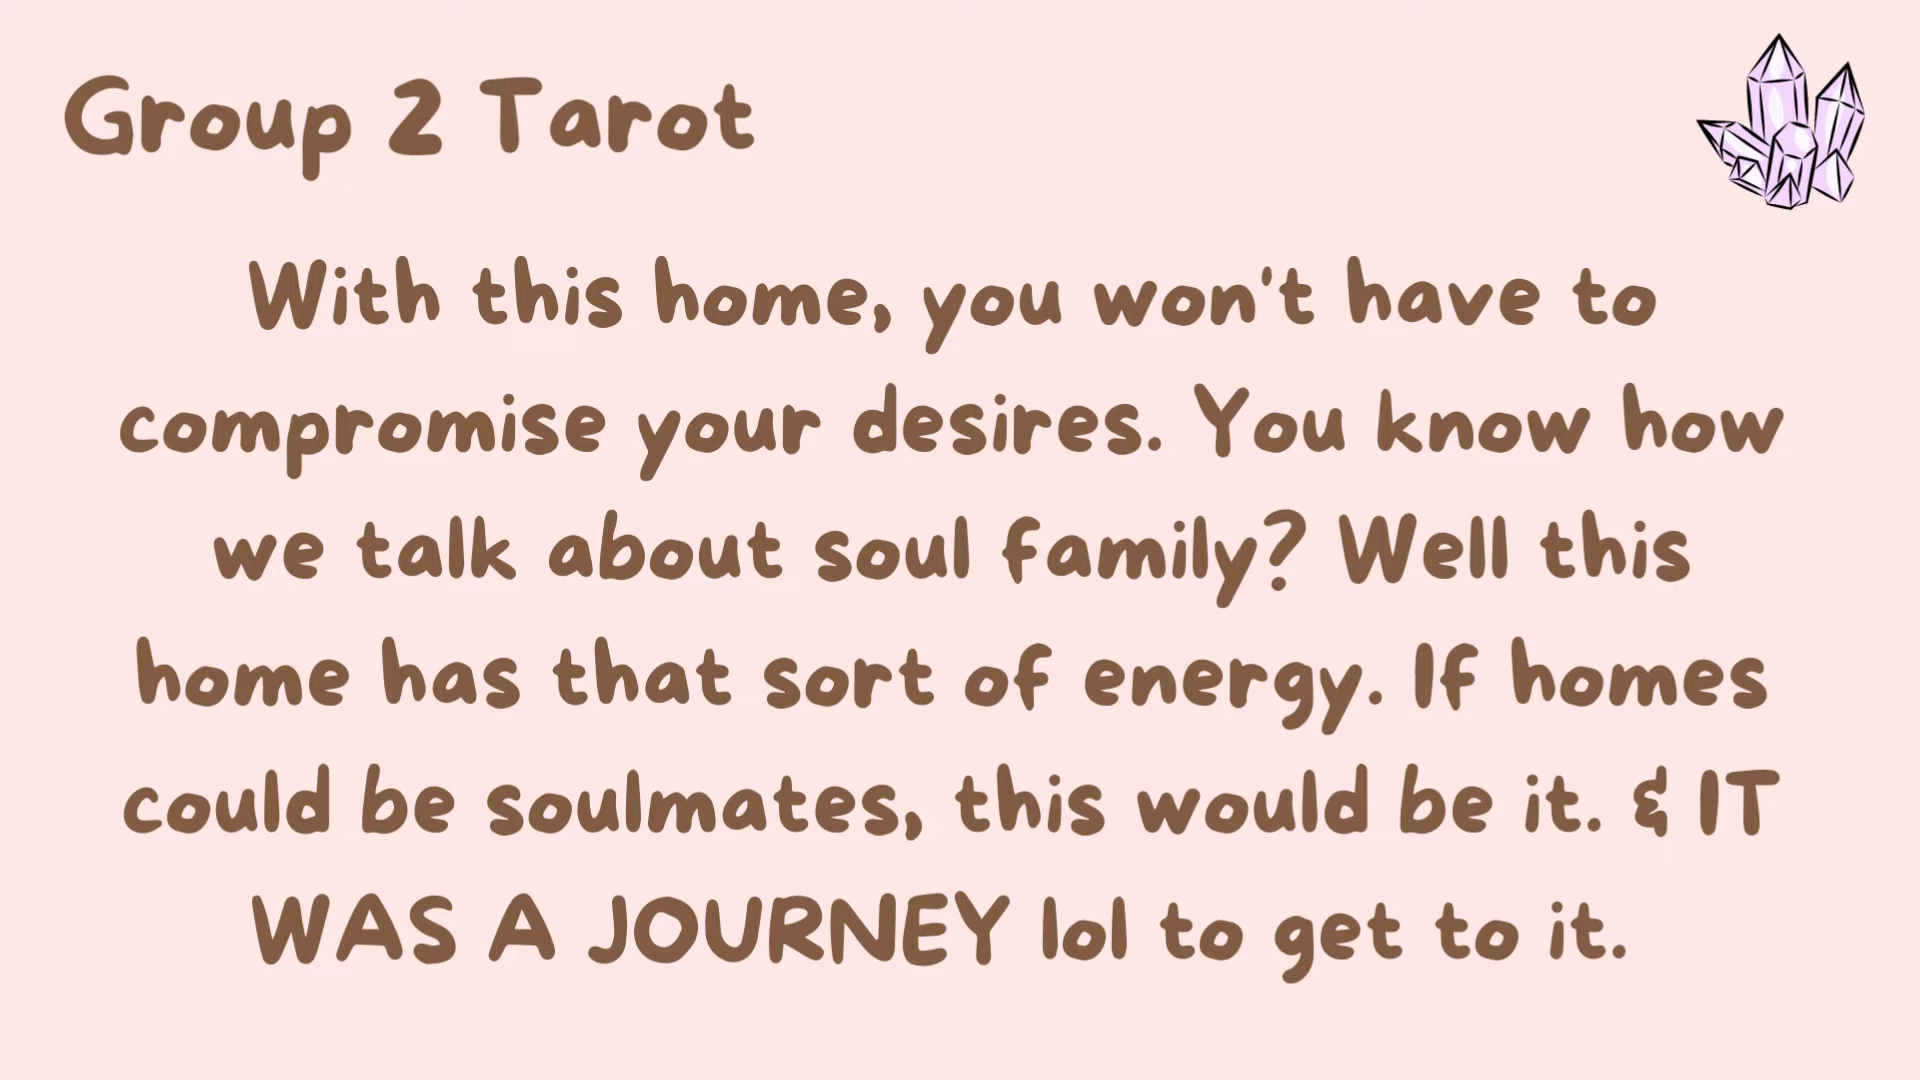 Group 2 Tarot
With this home, you won't have to
compromise your desires. You know how
we talk about soul family? Well this
home has that sort of energy. If homes
could be soulmates, this would be it. & IT
WAS A JOURNEY lol to get to it.